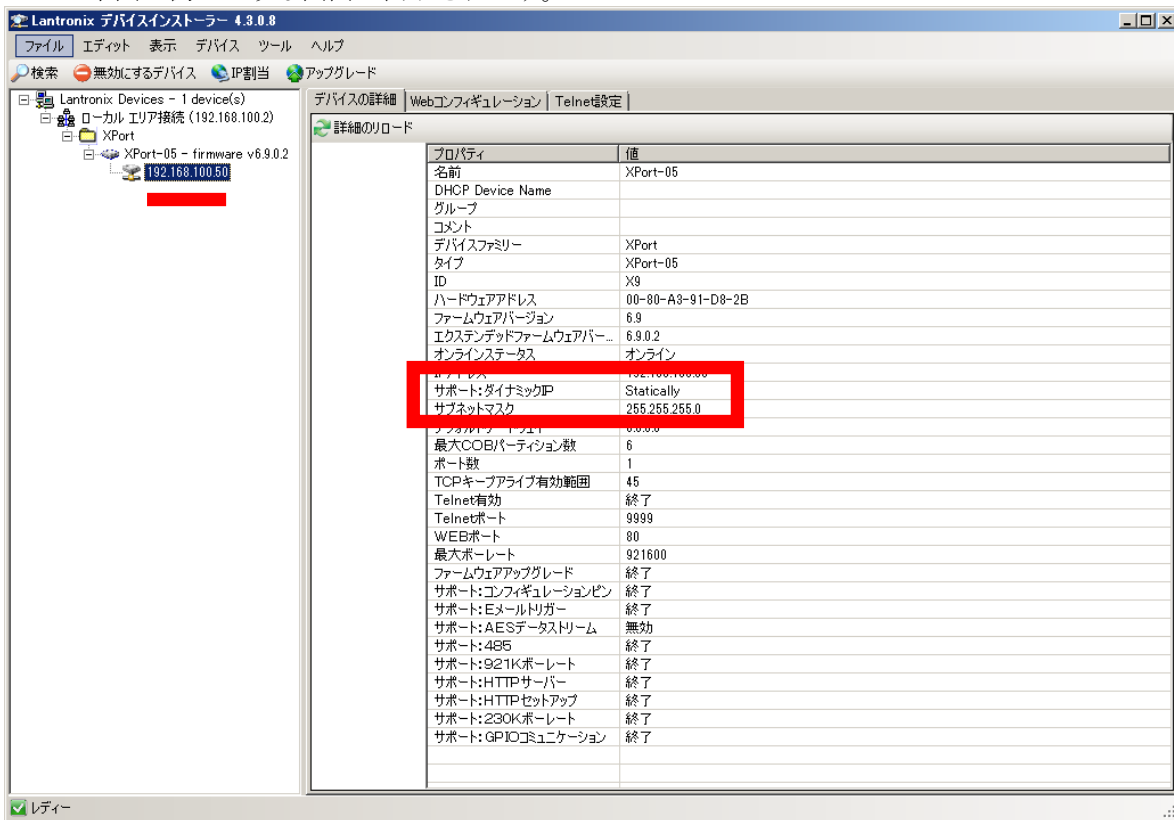 Lantronix デバイスインストーラー 4.3.0.8
ファイル エディット 表示 デバイス ツール ヘルプ
検索 無効にするデバイス IP割当 アップグレード
Lantronix Devices - 1 device(s)
ローカル エリア接続 (192.168.100.2)
XPort
XPort-05 - firmware v6.9.0.2
192.168.100.50
デバイスの詳細 Webコンフィギュレーション Telnet設定
詳細のリロード
プロパティ 値
名前 XPort-05
DHCP Device Name
グループ
コメント
デバイスファミリー XPort
タイプ XPort-05
ID X9
ハードウェアアドレス 00-80-A3-91-D8-2B
ファームウェアバージョン 6.9
エクステンデッドファームウェアバー... 6.9.0.2
オンラインステータス オンライン
サポート:ダイナミックIP Statically
サブネットマスク 255.255.255.0
最大COBパーティション数 6
ポート数 1
TCPキープアライブ有効範囲 45
Telnet有効 終了
Telnetポート 9999
WEBポート 80
最大ボーレート 921600
ファームウェアアップグレード 終了
サポート:コンフィギュレーションピン 終了
サポート:Eメールトリガー 終了
サポート:AESデータストリーム 無効
サポート:485 終了
サポート:921Kボーレート 終了
サポート:HTTPサーバー 終了
サポート:HTTPセットアップ 終了
サポート:230Kボーレート 終了
サポート:GPIOコミュニケーション 終了
レディー